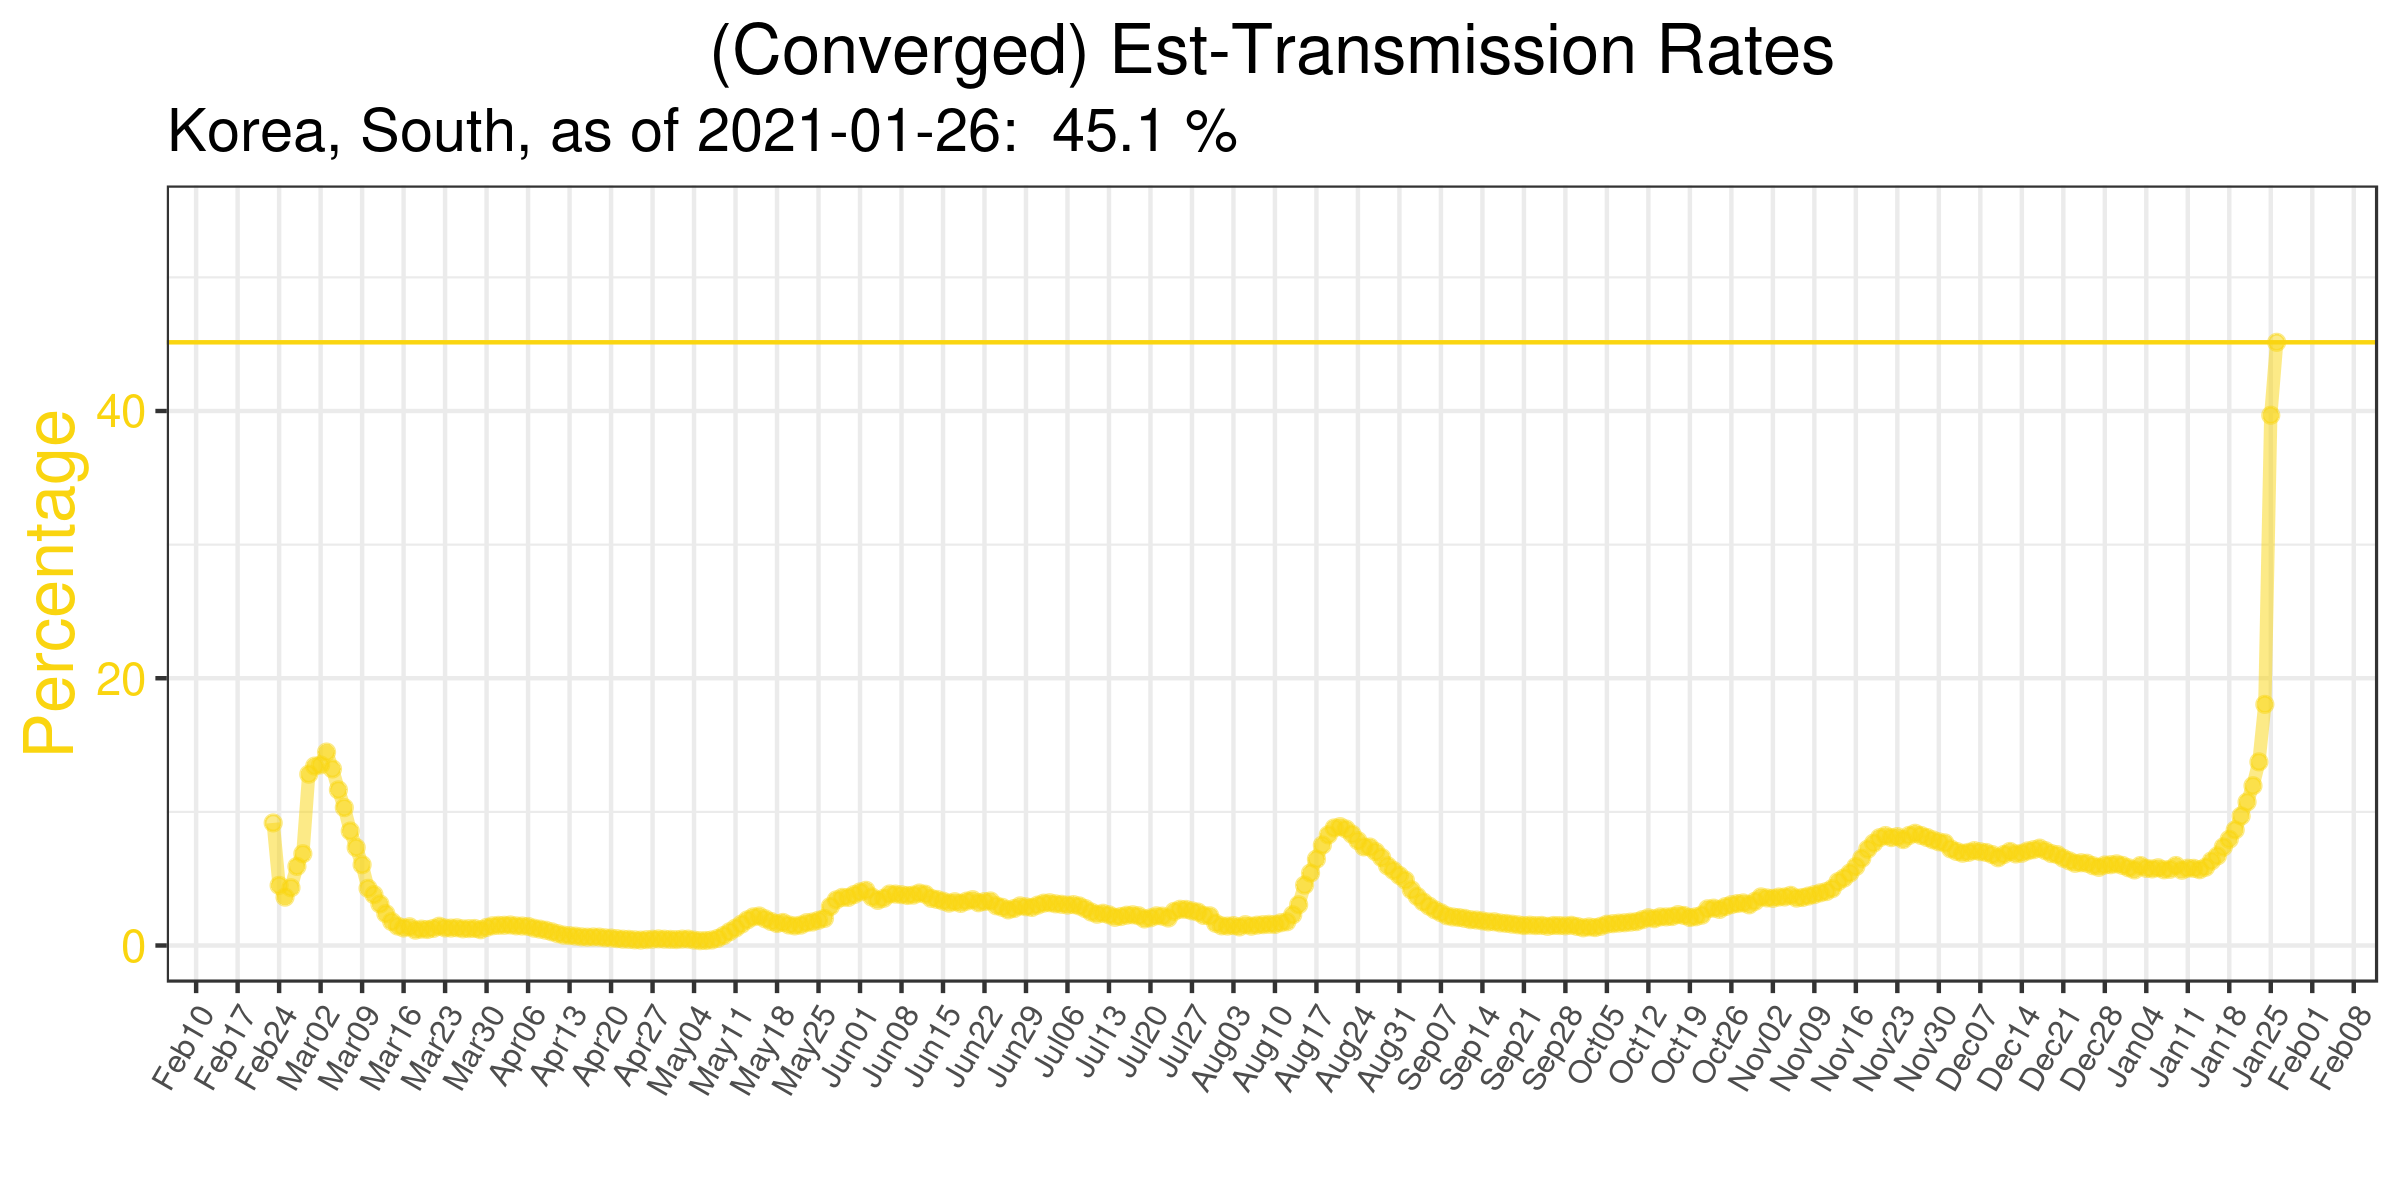 (Converged) Est-Transmission Rates
Korea, South, as of 2021-01-26:  45.1 %
Percentage
40
20
0
Feb10
Feb17
Feb24
Mar02
Mar09
Mar16
Mar23
Mar30
Apr06
Apr13
Apr20
Apr27
May04
May11
May18
May25
Jun01
Jun08
Jun15
Jun22
Jun29
Jul06
Jul13
Jul20
Jul27
Aug03
Aug10
Aug17
Aug24
Aug31
Sep07
Sep14
Sep21
Sep28
Oct05
Oct12
Oct19
Oct26
Nov02
Nov09
Nov16
Nov23
Nov30
Dec07
Dec14
Dec21
Dec28
Jan04
Jan11
Jan18
Jan25
Feb01
Feb08